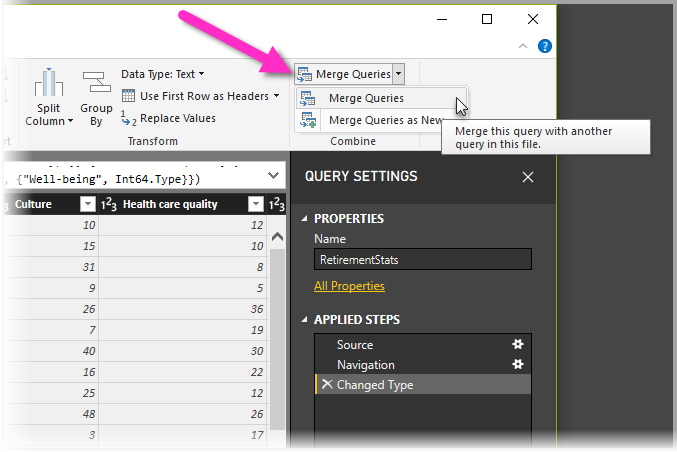 Merge Queries
Data Type: Text
Split
Column
Group
By
Use First Row as Headers
1
2
Replace Values
Transform
Merge Queries
Merge Queries as New
Combine
Merge this query with another
query in this file.
{"Well-being", Int64.Type}})
QUERY SETTINGS
Culture 123 Health care quality 123
10 12
15 10
31 8
9 5
26 36
7 19
40 30
16 22
25 12
48 26
3 17
PROPERTIES
Name
RetirementStats
All Properties
APPLIED STEPS
Source
Navigation
Changed Type